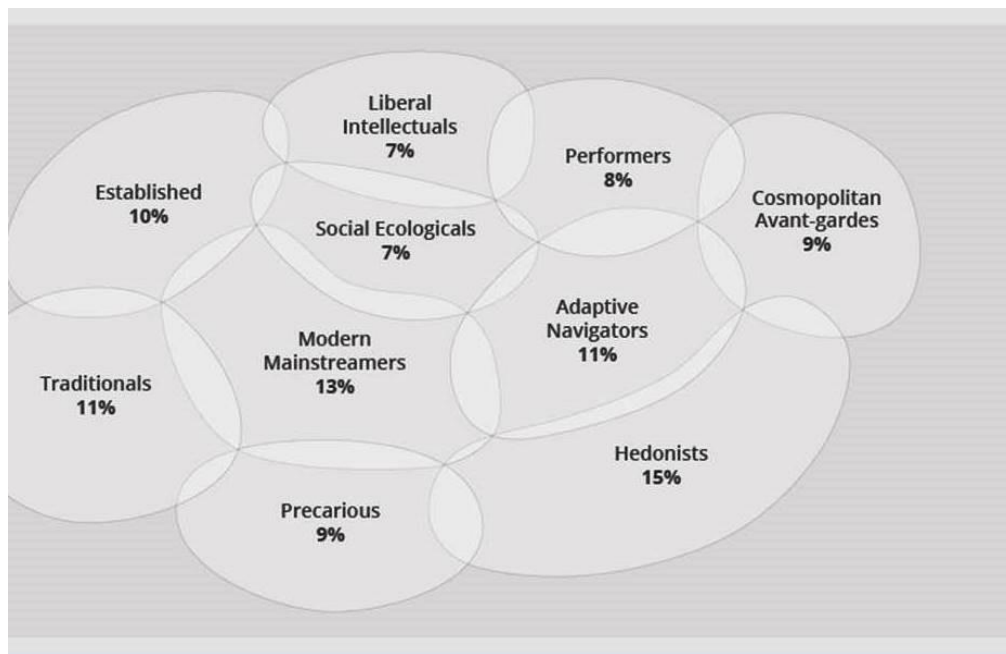 Liberal
Intellectuals
7%
Performers
8%
Established
10%
Cosmopolitan
Avant-gardes
9%
Social Ecologicals
7%
Adaptive
Navigators
11%
Modern
Mainstreamers
13%
Traditionals
11%
Hedonists
15%
Precarious
9%